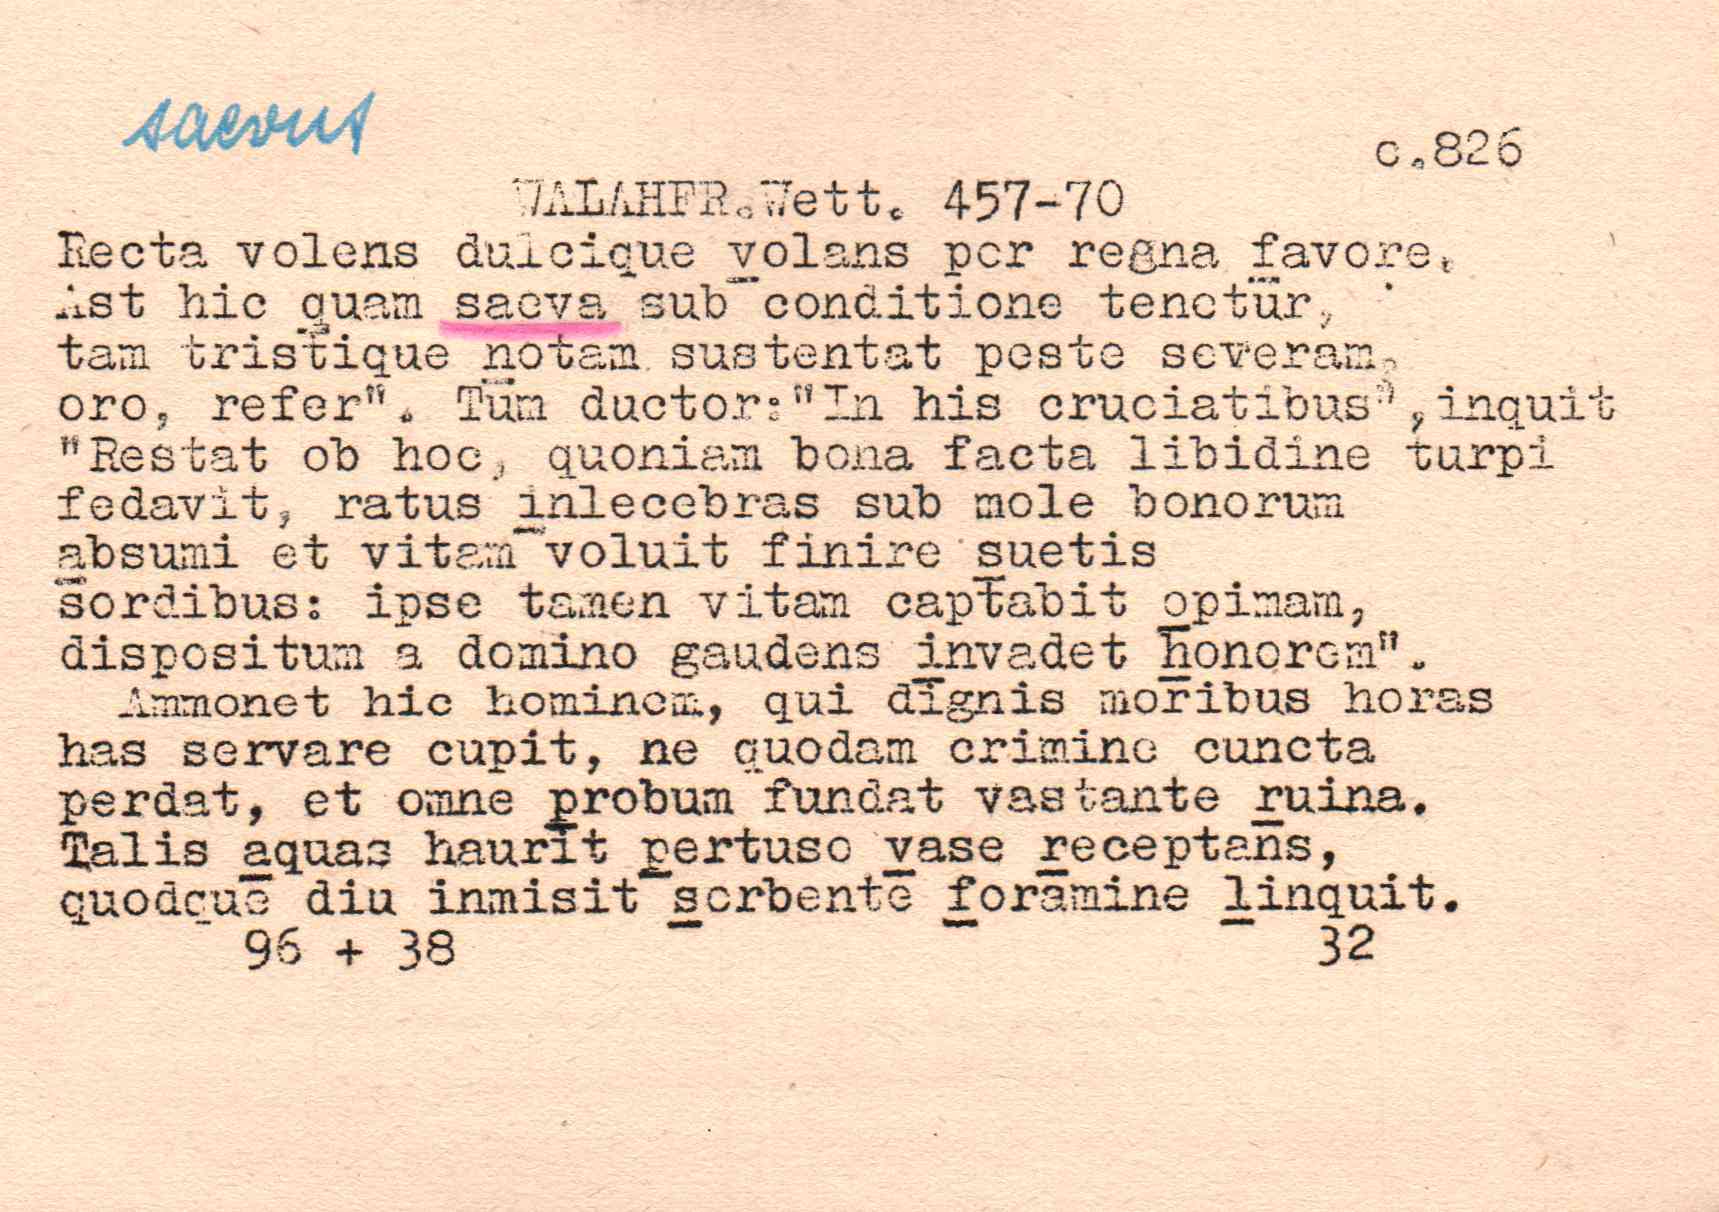 saevus
c.826
WALAHFR.Wett. 457-70
Recta volens dulcique volans per regna favore.
Ast hic quam saeva sub conditione tenetur,
tam tristique notam sustentat peste severam,
oro, refer". Tum ductor:"In his cruciatibus",inquit
"Restat ob hoc, quoniam bona facta libidine turpi
fedavit, ratus inlecebras sub mole bonorum
absumi et vitam voluit finire suetis
sordibus: ipse tamen vitam captabit opimam,
dispositum a domino gaudens invadet honorem".
Ammonet hic hominem, qui dignis moribus horas
has servare cupit, ne quodam crimine cuncta
perdat, et omne probum fundat vastante ruina.
Talis aquas haurit pertuso vase receptans,
quodque diu inmisit sorbente foramine linquit.
96 + 38 32